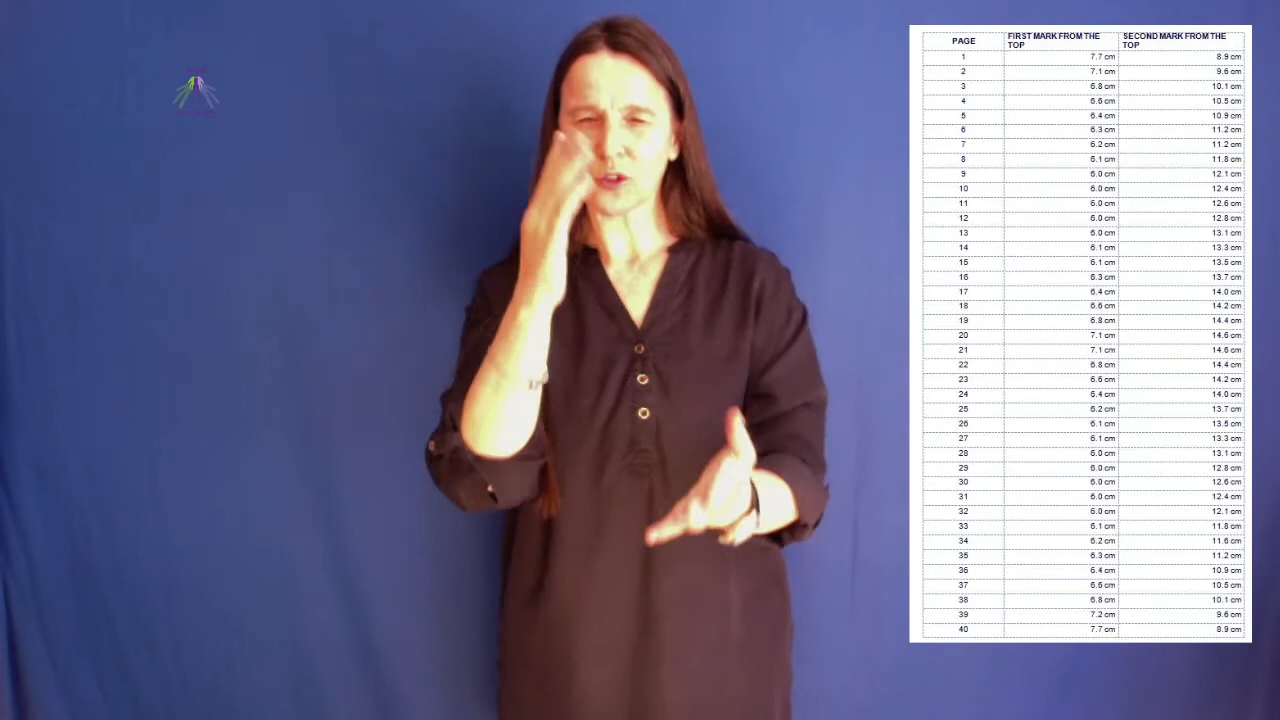 PAGE FIRST MARK FROM THE TOP SECOND MARK FROM THE TOP
1 7.7 cm 8.9 cm
2 7.1 cm 9.6 cm
3 6.8 cm 10.1 cm
4 6.6 cm 10.5 cm
5 6.4 cm 10.9 cm
6 6.3 cm 11.2 cm
7 6.2 cm 11.2 cm
8 6.1 cm 11.8 cm
9 6.0 cm 12.1 cm
10 6.0 cm 12.4 cm
11 6.0 cm 12.6 cm
12 6.0 cm 12.8 cm
13 6.0 cm 13.1 cm
14 6.1 cm 13.3 cm
15 6.1 cm 13.5 cm
16 6.3 cm 13.7 cm
17 6.4 cm 14.0 cm
18 6.6 cm 14.2 cm
19 6.8 cm 14.4 cm
20 7.1 cm 14.6 cm
21 7.1 cm 14.6 cm
22 6.8 cm 14.4 cm
23 6.6 cm 14.2 cm
24 6.4 cm 14.0 cm
25 6.2 cm 13.7 cm
26 6.1 cm 13.5 cm
27 6.1 cm 13.3 cm
28 6.0 cm 13.1 cm
29 6.0 cm 12.8 cm
30 6.0 cm 12.6 cm
31 6.0 cm 12.4 cm
32 6.0 cm 12.1 cm
33 6.1 cm 11.8 cm
34 6.2 cm 11.6 cm
35 6.3 cm 11.2 cm
36 6.4 cm 10.9 cm
37 6.6 cm 10.5 cm
38 6.8 cm 10.1 cm
39 7.2 cm 9.6 cm
40 7.7 cm 8.9 cm